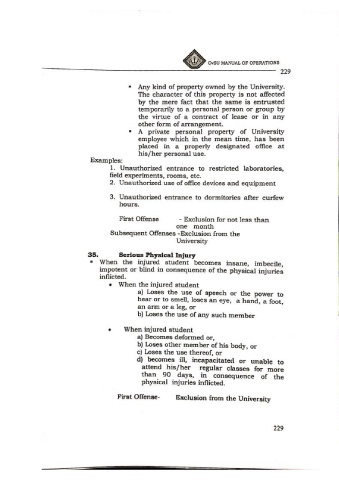 CvSU MANUAL OF OPERATIONS
229
• Any kind of property owned by the University.
The character of this property is not affected
by the mere fact that the same is entrusted
temporarily to a personal person or group by
the virtue of a contract of lease or in any
other form of arrangement.
• A private personal property of University
employee which in the mean time, has been
placed in a properly designated office at
his/her personal use.
Examples:
1. Unauthorized entrance to restricted laboratories,
field experiments, rooms, etc.
2. Unauthorized use of office devices and equipment
3. Unauthorized entrance to dormitories after curfew
hours.
First Offense - Exclusion for not less than
one month
Subsequent Offenses -Exclusion from the
University
35. Serious Physical Injury
• When the injured student becomes insane, imbecile,
impotent or blind in consequence of the physical injuries
inflicted.
• When the injured student
a) Loses the use of speech or the power to
hear or to smell, loses an eye, a hand, a foot,
an arm or a leg, or
b) Loses the use of any such member
• When injured student
a) Becomes deformed or,
b) Loses other member of his body, or
c) Loses the use thereof, or
d) becomes ill, incapacitated or unable to
attend his/her regular classes for more
than 90 days, in consequence of the
physical injuries inflicted.
First Offense- Exclusion from the University
229